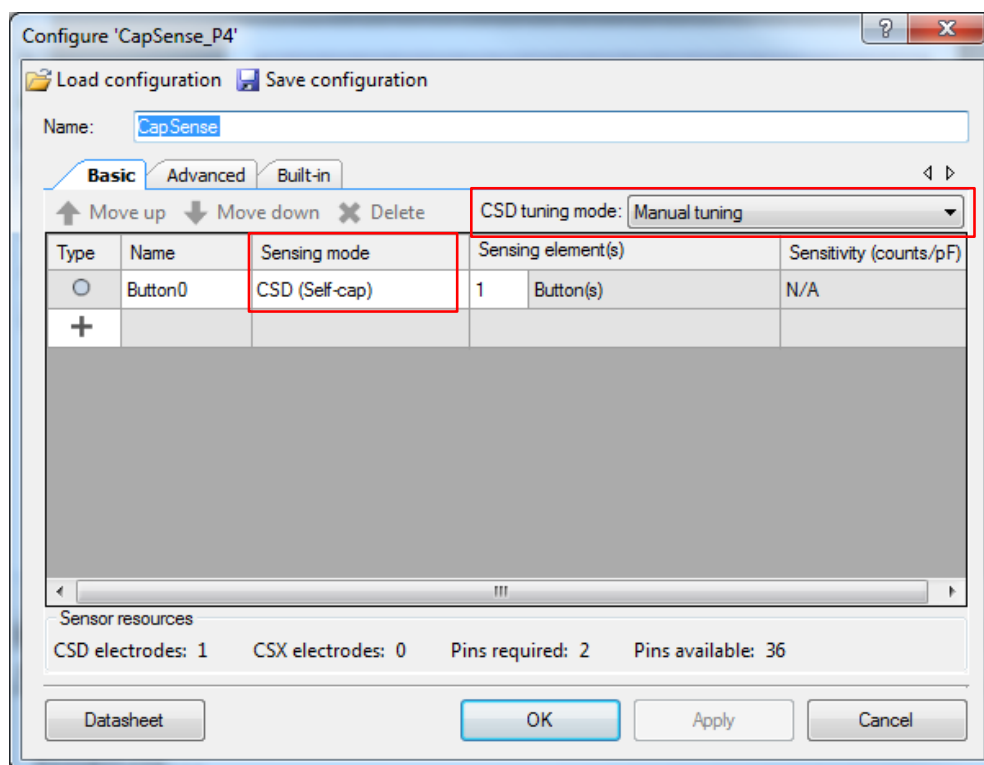 Configure 'CapSense_P4'
Load configuration Save configuration
Name: CapSense
Basic Advanced Built-in
Move up Move down Delete CSD tuning mode: Manual tuning
Type Name Sensing mode Sensing element(s) Sensitivity (counts/pF)
Button0 CSD (Self-cap) 1 Button(s) N/A
Sensor resources
CSD electrodes: 1 CSX electrodes: 0 Pins required: 2 Pins available: 36
Datasheet OK Apply Cancel